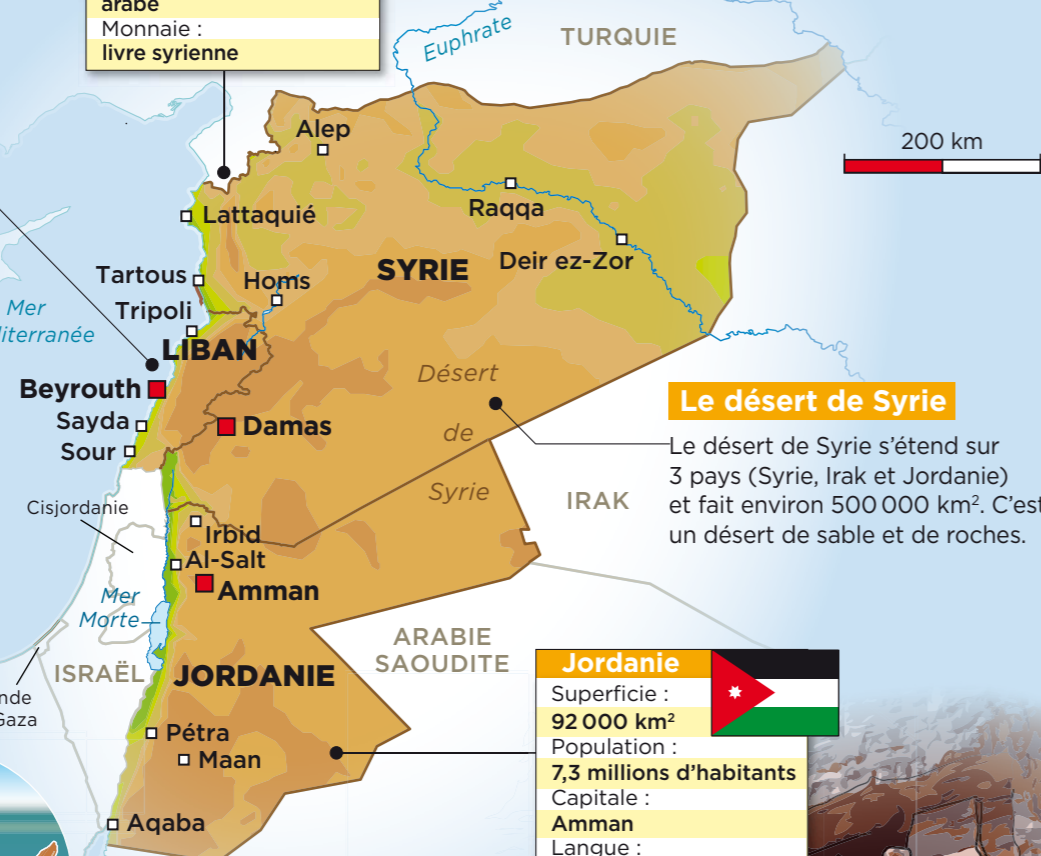 arabe
Monnaie :
livre syrienne
Euphrate
TURQUIE
Alep
200 km
Raqqa
Lattaquié
Deir ez-Zor
SYRIE
Tartous
Homs
Mer
Tripoli
LIBAN
Désert
de
Syrie
Beyrouth
Damas
Sayda
Sour
Le désert de Syrie
Le désert de Syrie s’étend sur
3 pays (Syrie, Irak et Jordanie)
et fait environ 500 000 km². C’est
un désert de sable et de roches.
IRAK
Cisjordanie
Irbid
Al-Salt
Amman
Mer
Morte
ARABIE
SAOUDITE
ISRAËL
JORDANIE
Pétra
Maan
Aqaba
Gaza
Jordanie
Superficie :
92 000 km²
Population :
7,3 millions d’habitants
Capitale :
Amman
Langue :